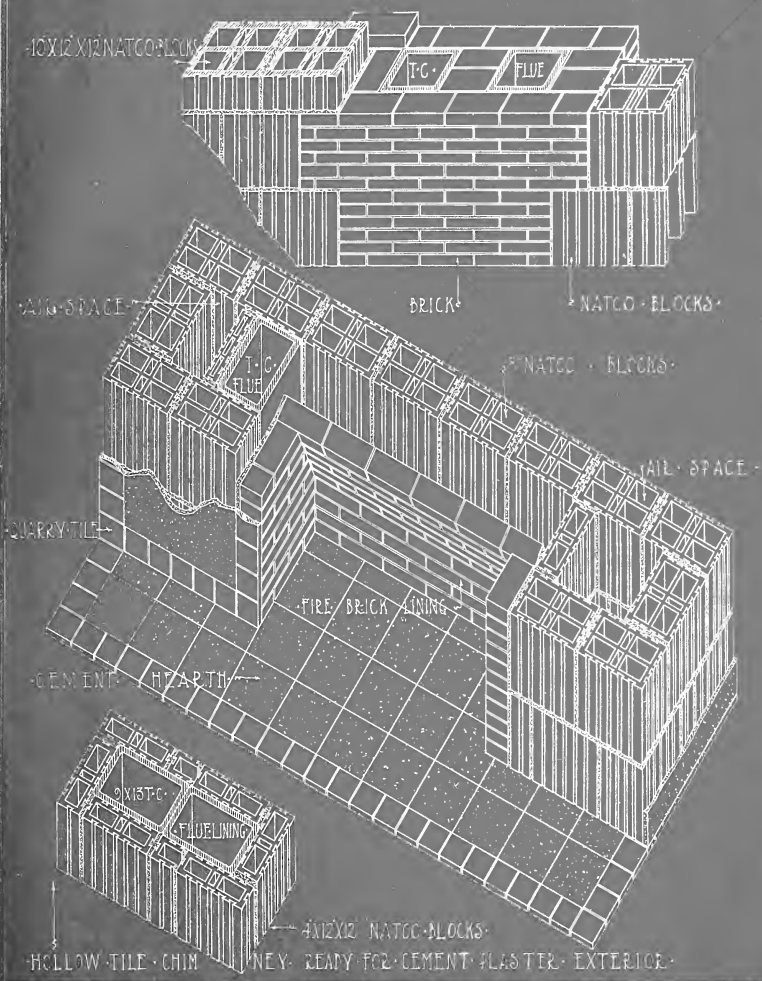 ·10X12X12 NATCO·BLOCKS
T·C·
FLUE
BRICK
NATCO·BLOCKS·
·AIR·SPACE·
T·C·
FLUE
NATCO · BLOCKS·
·AIR· SPACE·
·QUARRY·TILE
·FIRE BRICK LINING
·CEMENT· HEARTH·
9X13 T·C·
·FLUE LINING
·4X12X12 NATCO·BLOCKS·
·HOLLOW·TILE·CHIMNEY·READY·FOR·CEMENT·PLASTER·EXTERIOR·